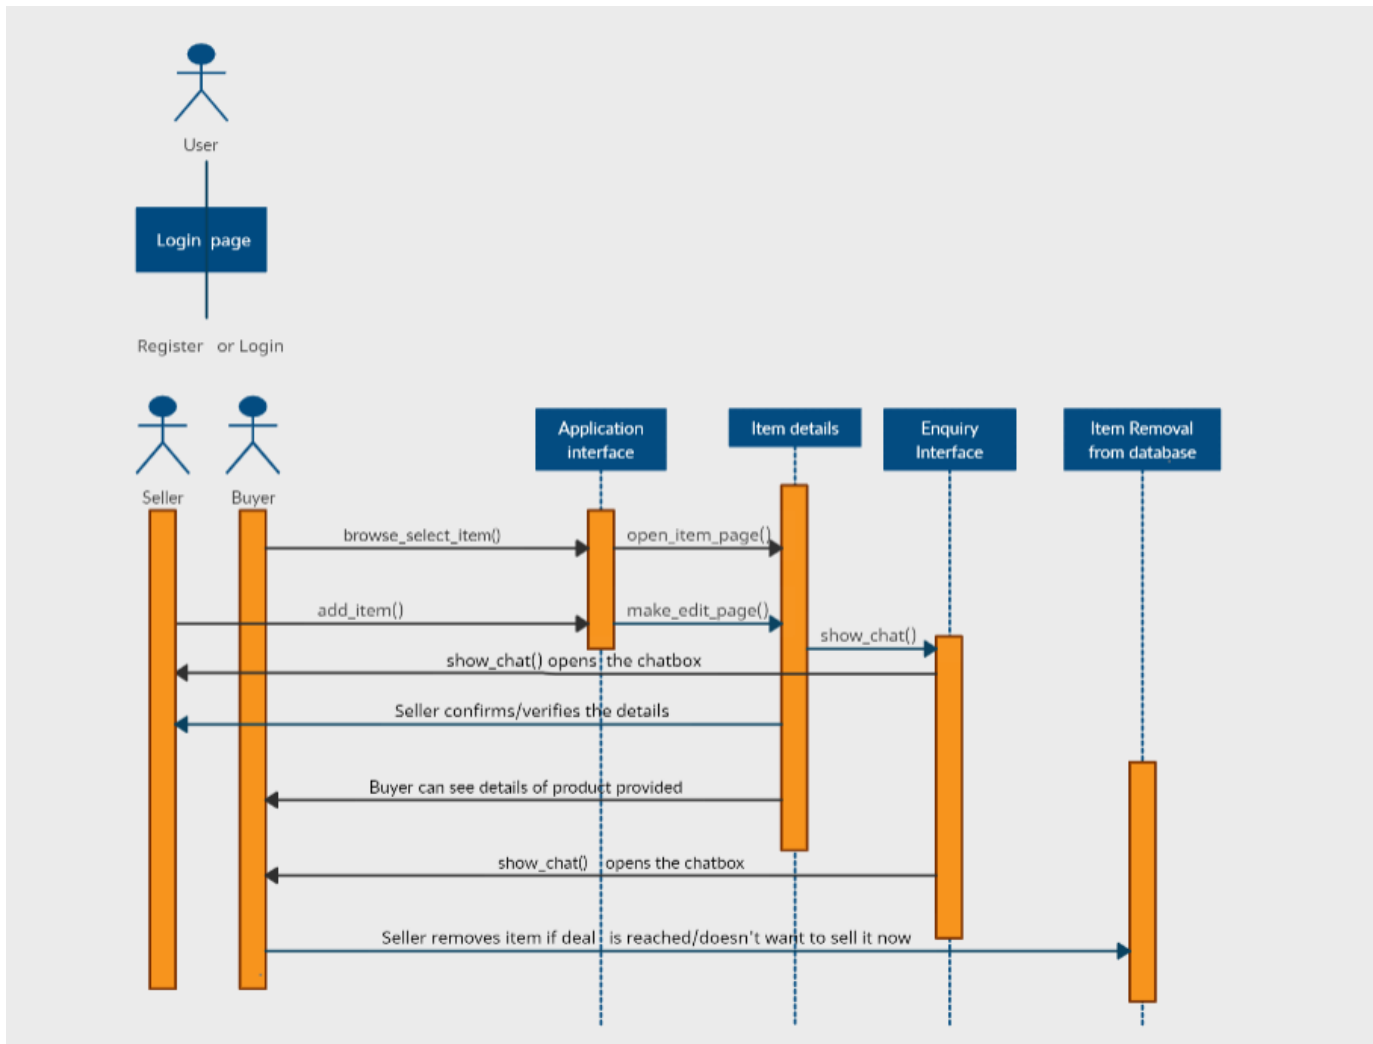 User
Login page
Register or Login
Application
interface
Item details
Enquiry
Interface
Item Removal
from database
Seller
Buyer
browse_select_item()
open_item_page()
add_item()
make_edit_page()
show_chat()
show_chat() opens the chatbox
Seller confirms/verifies the details
Buyer can see details of product provided
show_chat() opens the chatbox
Seller removes item if deal is reached/doesn't want to sell it now